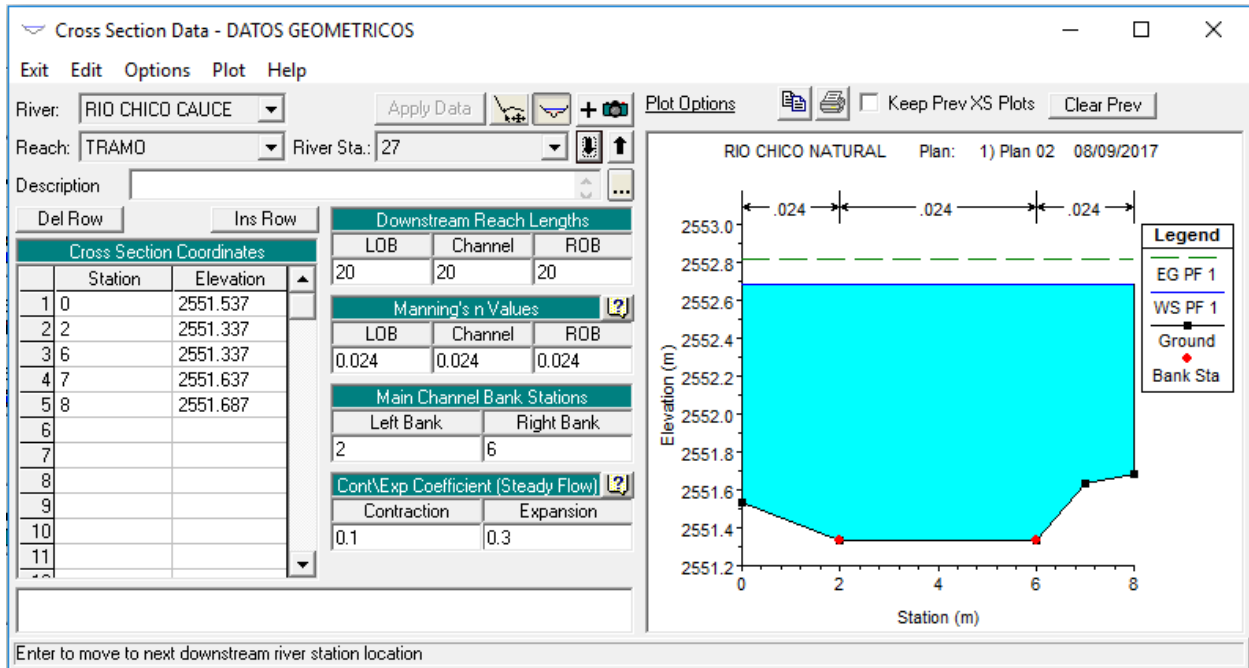 Cross Section Data - DATOS GEOMETRICOS
Exit Edit Options Plot Help
River: RIO CHICO CAUCE Apply Data
Reach: TRAMO River Sta.: 27
Description ...
Del Row Ins Row
Cross Section Coordinates
Station Elevation
1 0 2551.537
2 2 2551.337
3 6 2551.337
4 7 2551.637
5 8 2551.687
6
7
8
9
10
11
Downstream Reach Lengths
LOB Channel ROB
20 20 20
Manning's n Values
LOB Channel ROB
0.024 0.024 0.024
Main Channel Bank Stations
Left Bank Right Bank
2 6
Cont\Exp Coefficient (Steady Flow)
Contraction Expansion
0.1 0.3
Plot Options Keep Prev XS Plots Clear Prev
RIO CHICO NATURAL Plan: 1) Plan 02 08/09/2017
.024 .024 .024
2553.0
2552.8
2552.6
2552.4
2552.2
2552.0
2551.8
2551.6
2551.4
2551.2
Elevation (m)
0 2 4 6 8
Station (m)
Legend
EG PF 1
WS PF 1
Ground
Bank Sta
Enter to move to next downstream river station location